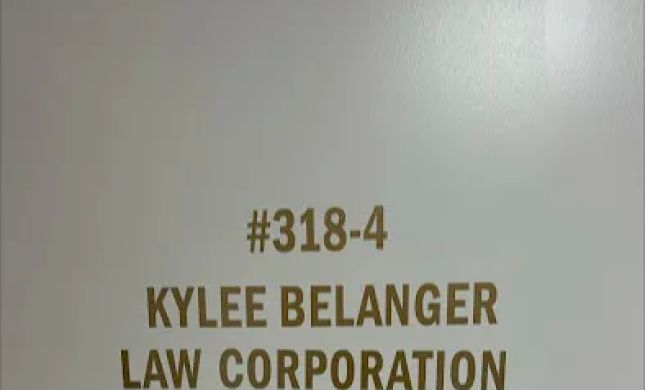 #318-4
KYLEE BELANGER
LAW CORPORATION